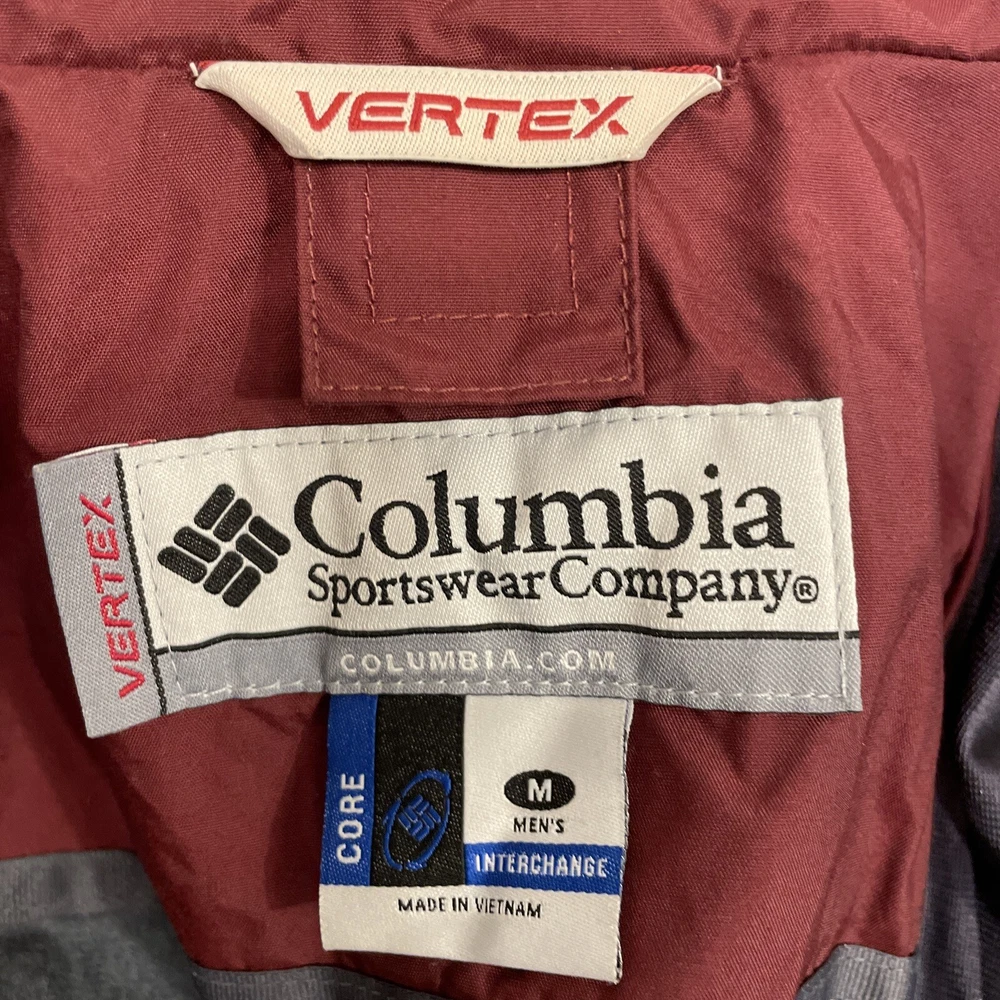 VERTEX
VERTEX
Columbia
Sportswear Company®
COLUMBIA.COM
CORE
M
MEN'S
INTERCHANGE
MADE IN VIETNAM